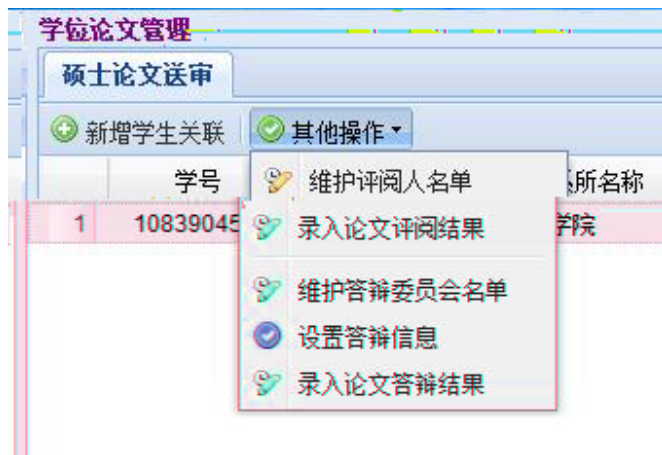 学位论文管理
硕士论文送审
新增学生关联 其他操作
学号 所名称
1 10839045 学院
维护评阅人名单
录入论文评阅结果
维护答辩委员会名单
设置答辩信息
录入论文答辩结果